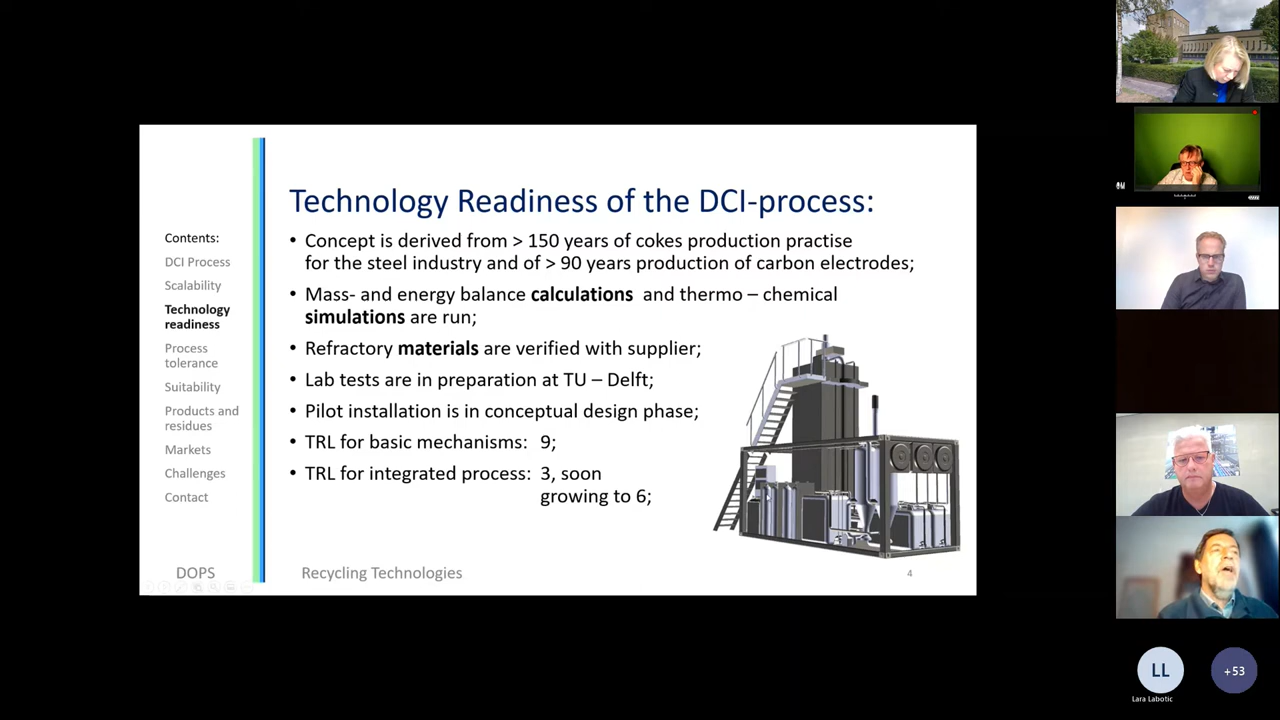 Technology Readiness of the DCI-process:
Contents:
DCI Process
Scalability
Technology
readiness
Process
tolerance
Suitability
Products and
residues
Markets
Challenges
Contact
• Concept is derived from > 150 years of cokes production practise
for the steel industry and of > 90 years production of carbon electrodes;
• Mass- and energy balance calculations and thermo – chemical
simulations are run;
• Refractory materials are verified with supplier;
• Lab tests are in preparation at TU – Delft;
• Pilot installation is in conceptual design phase;
• TRL for basic mechanisms: 9;
• TRL for integrated process: 3, soon
growing to 6;
DOPS
Recycling Technologies
4
LL
+53
Lara Labotic